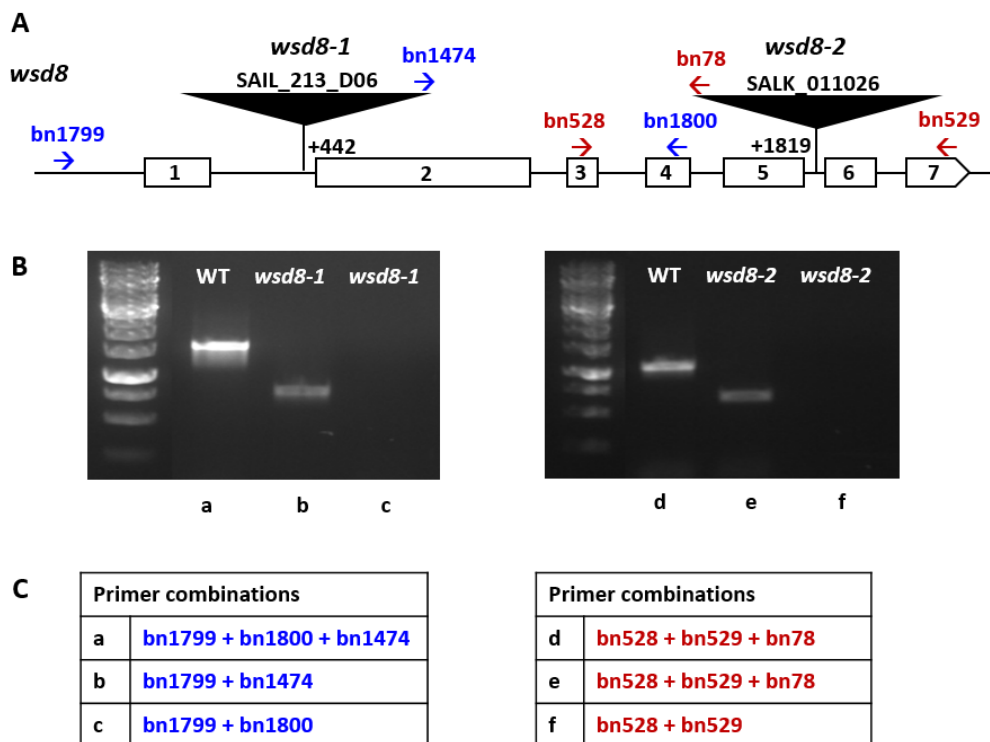 A
wsd8
wsd8-1
SAIL_213_D06
bn1474
wsd8-2
SALK_011026
bn78
bn1799
bn528
bn1800
bn529
+442
+1819
1 2 3 4 5 6 7
B
WT wsd8-1 wsd8-1
a b c
WT wsd8-2 wsd8-2
d e f
C
Primer combinations
a bn1799 + bn1800 + bn1474
b bn1799 + bn1474
c bn1799 + bn1800
Primer combinations
d bn528 + bn529 + bn78
e bn528 + bn529 + bn78
f bn528 + bn529